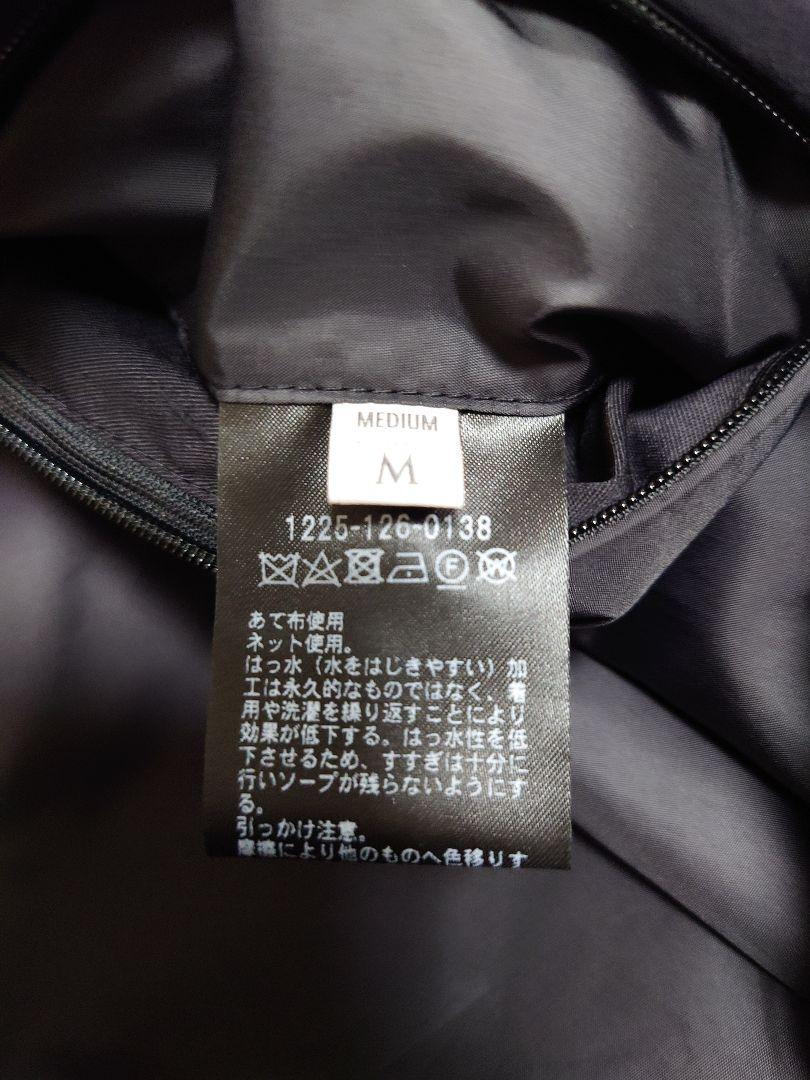 MEDIUM
M
1225-126-0138
F W
あて布使用
ネット使用。
はっ水（水をはじきやすい）加
工は永久的なものではなく、着
用や洗濯を繰り返すことにより
効果が低下する。はっ水性を低
下させるため、すすぎは十分に
行いソープが残らないようにす
る。
引っかけ注意。
摩擦により他のものへ色移りす